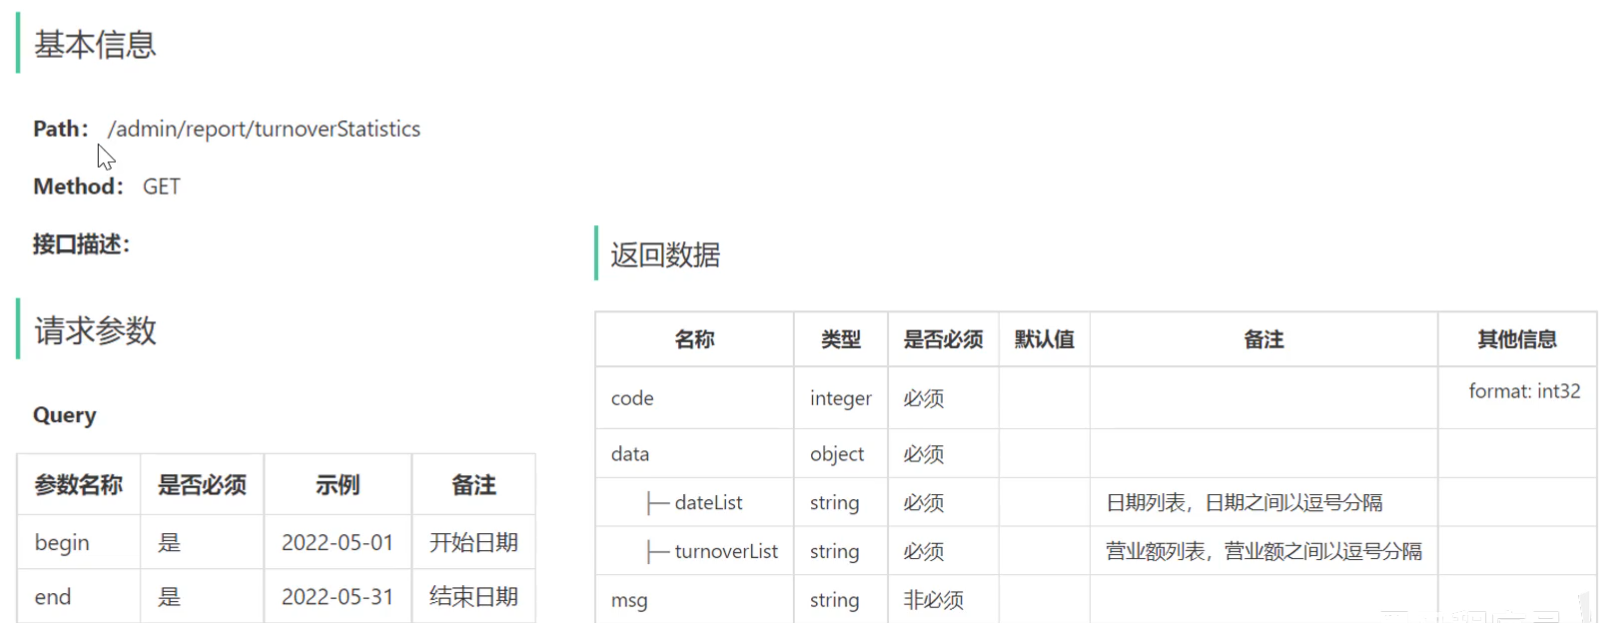 基本信息
Path： /admin/report/turnoverStatistics
Method： GET
接口描述：
请求参数
Query
参数名称 是否必须 示例 备注
begin 是 2022-05-01 开始日期
end 是 2022-05-31 结束日期
返回数据
名称 类型 是否必须 默认值 备注 其他信息
code integer 必须 format: int32
data object 必须
├─ dateList string 必须 日期列表，日期之间以逗号分隔
├─ turnoverList string 必须 营业额列表，营业额之间以逗号分隔
msg string 非必须